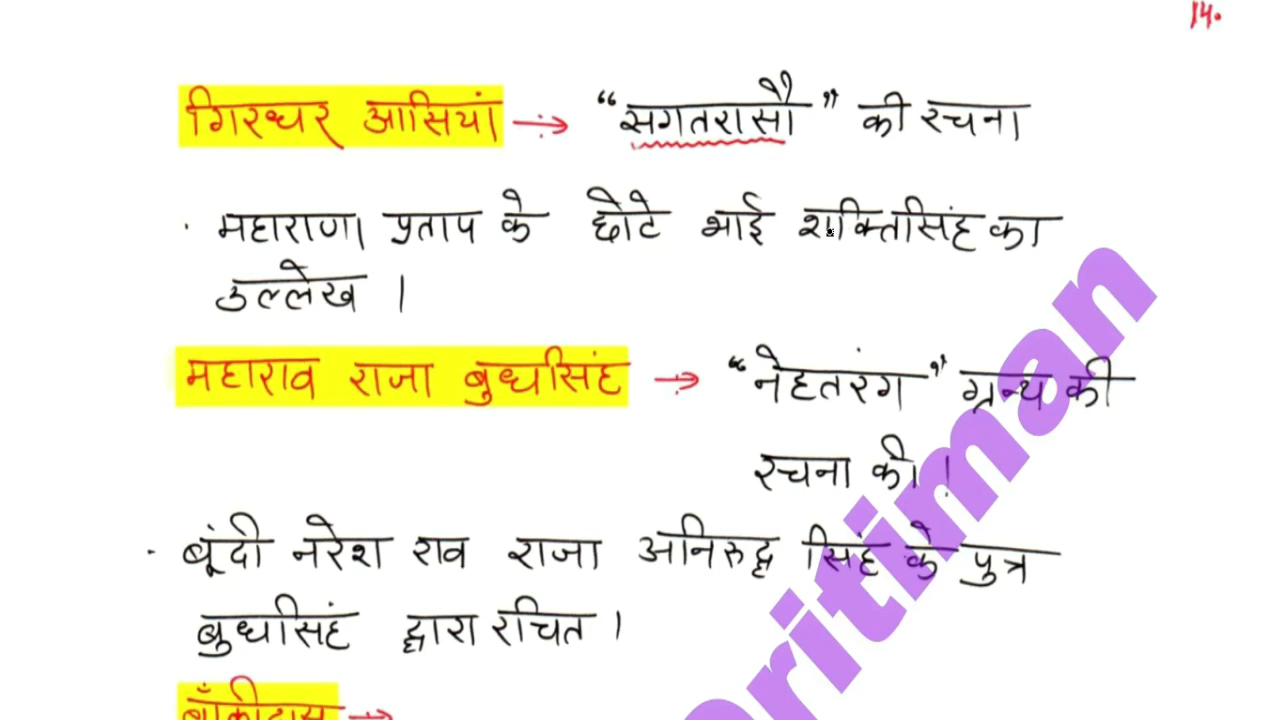 14.
गिरधर आसियां → "सगतरासौ" की रचना
· महाराणा प्रताप के छोटे भाई शक्तिसिंह का
उल्लेख ।
महाराव राजा बुधसिंह → "नेहतरंग" ग्रन्थ की
रचना की ।
· बूंदी नरेश राव राजा अनिरुद्ध सिंह के पुत्र
बुधसिंह द्वारा रचित ।
बाँकीदास →